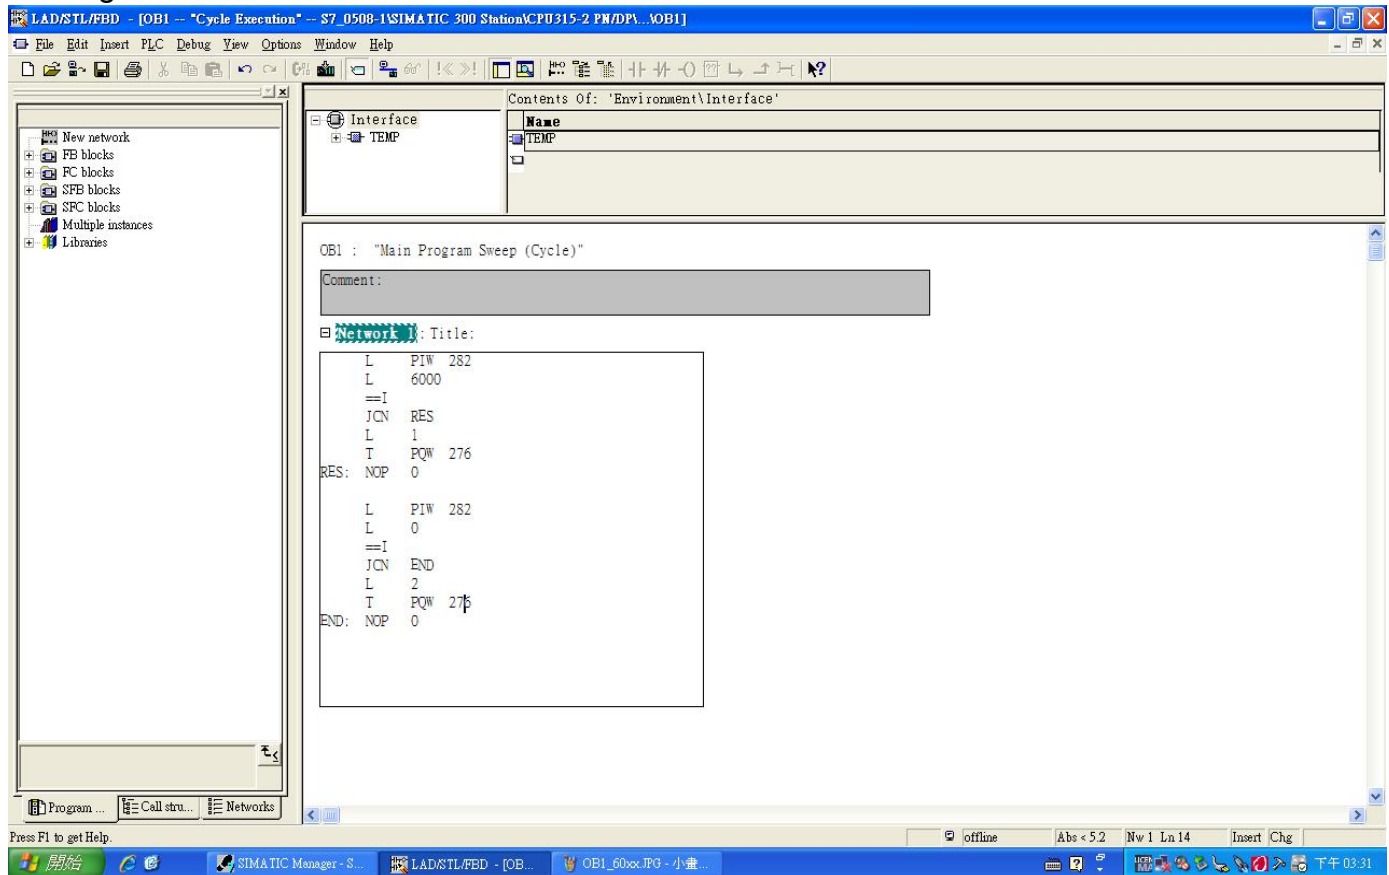 LAD/STL/FBD - [OB1 -- "Cycle Execution" -- S7_0508-1\SIMATIC 300 Station\CPU315-2 PN/DP\...\OB1]
File Edit Insert PLC Debug View Options Window Help
Contents Of: 'Environment\Interface'
Interface
TEMP
Name
TEMP
New network
FB blocks
FC blocks
SFB blocks
SFC blocks
Multiple instances
Libraries
OB1 : "Main Program Sweep (Cycle)"
Comment:
Network 1: Title:
L PIW 282
L 6000
==I
JCN RES
L 1
T PQW 276
RES: NOP 0
L PIW 282
L 0
==I
JCN END
L 2
T PQW 276
END: NOP 0
Program ... Call stru... Networks
Press F1 to get Help.
offline Abs < 5.2 Nw 1 Ln 14 Insert Chg
開始 SIMATIC Manager - S... LAD/STL/FBD - [OB... OB1_60xx.JPG - 小畫... 下午 03:31